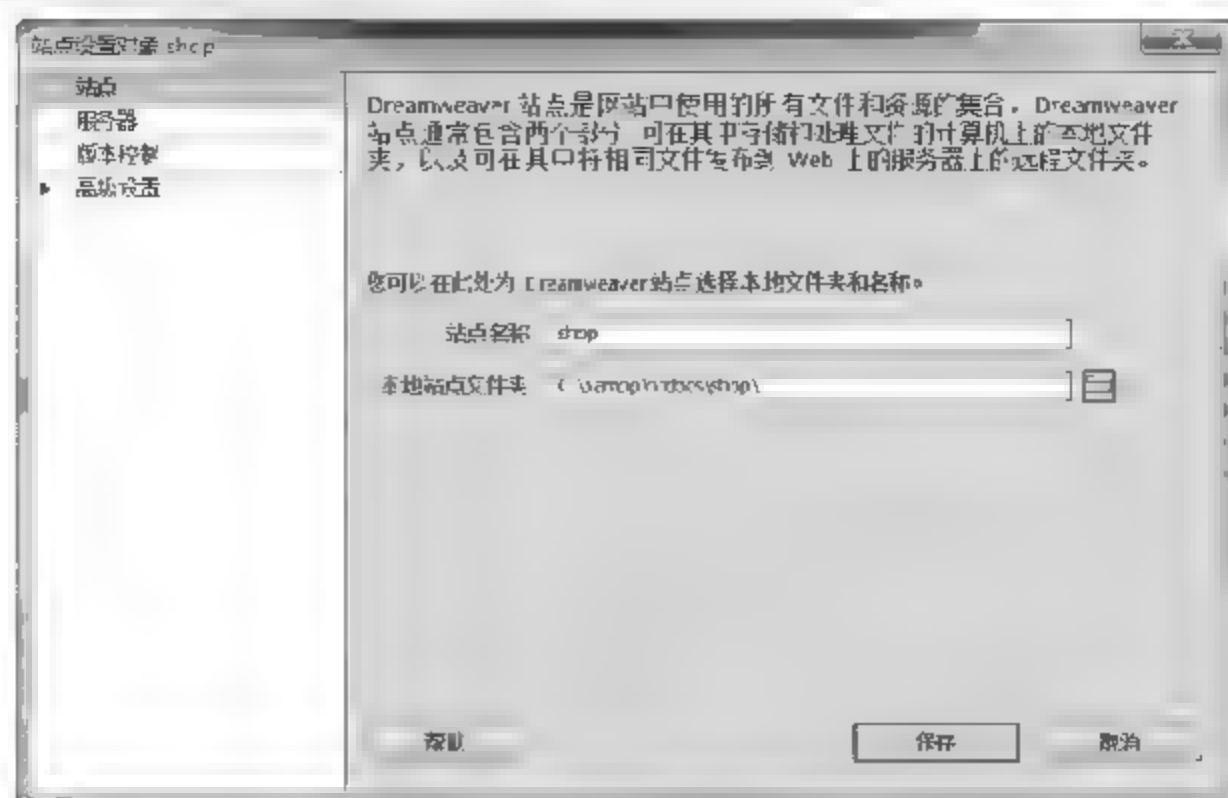 站点设置对象 shop
站点
服务器
版本控制
高级设置
Dreamweaver 站点是网站中使用的所有文件和资源的集合。Dreamweaver
站点通常包含两个部分 可在其中存储和处理文件的计算机上的本地文件
夹，以及可在其中将相同文件发布到 Web 上的服务器上的远程文件夹。
您可以在此处为 Dreamweaver 站点选择本地文件夹和名称。
站点名称 shop
本地站点文件夹
帮助
保存
取消